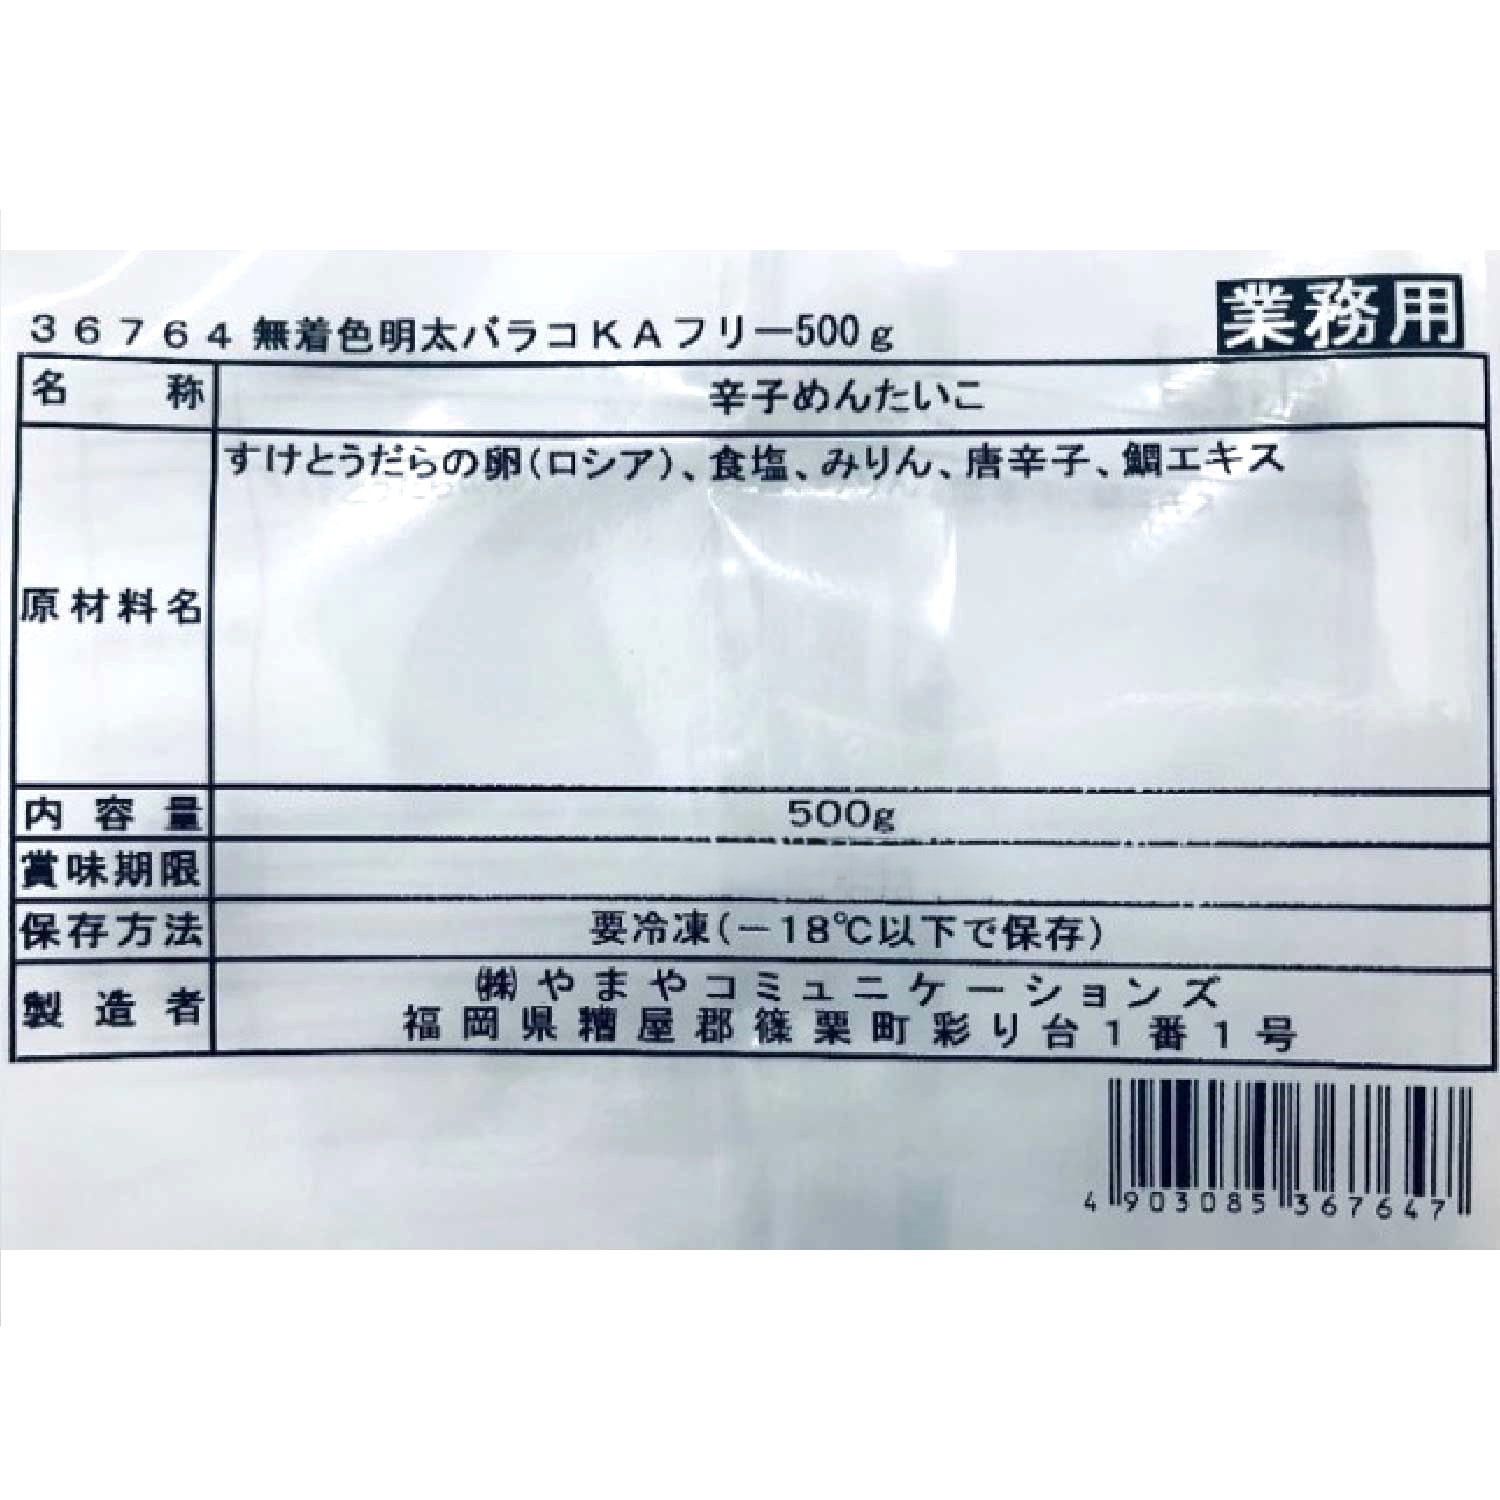 36764無着色明太バラコKAフリー500g
業務用
名称 辛子めんたいこ
原材料名 すけとうだらの卵(ロシア)、食塩、みりん、唐辛子、鯛エキス
内容量 500g
賞味期限
保存方法 要冷凍(-18℃以下で保存)
製造者 ㈱やまやコミュニケーションズ
福岡県糟屋郡篠栗町彩り台1番1号
4903085367647